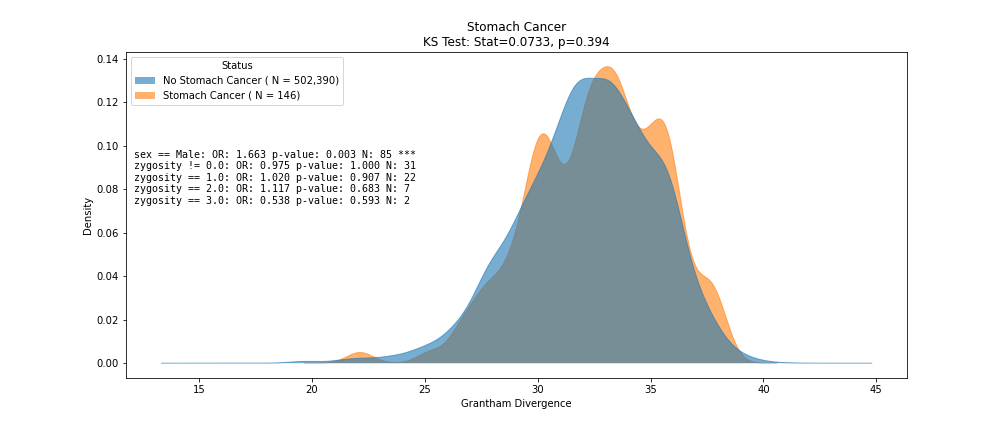 Stomach Cancer
KS Test: Stat=0.0733, p=0.394
Status
No Stomach Cancer ( N = 502,390)
Stomach Cancer ( N = 146)
sex == Male: OR: 1.663 p-value: 0.003 N: 85 ***
zygosity != 0.0: OR: 0.975 p-value: 1.000 N: 31
zygosity == 1.0: OR: 1.020 p-value: 0.907 N: 22
zygosity == 2.0: OR: 1.117 p-value: 0.683 N: 7
zygosity == 3.0: OR: 0.538 p-value: 0.593 N: 2
Density
0.14
0.12
0.10
0.08
0.06
0.04
0.02
0.00
15
20
25
30
35
40
45
Grantham Divergence